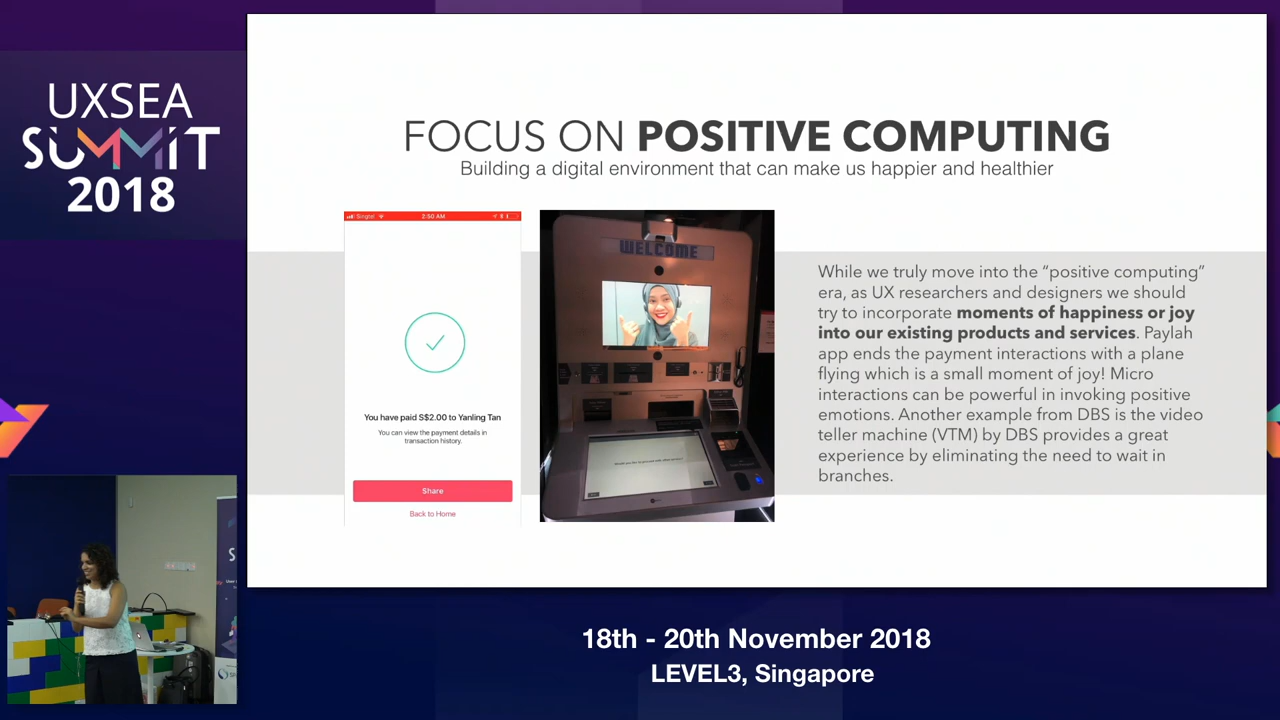 UXSEA
SUMMIT
2018
FOCUS ON POSITIVE COMPUTING
Building a digital environment that can make us happier and healthier
Singtel
2:50 AM
You have paid S$2.00 to Yanling Tan
You can view the payment details in
transaction history.
Share
Back to Home
WELCOME
While we truly move into the “positive computing”
era, as UX researchers and designers we should
try to incorporate moments of happiness or joy
into our existing products and services. Paylah
app ends the payment interactions with a plane
flying which is a small moment of joy! Micro
interactions can be powerful in invoking positive
emotions. Another example from DBS is the video
teller machine (VTM) by DBS provides a great
experience by eliminating the need to wait in
branches.
18th - 20th November 2018
LEVEL3, Singapore